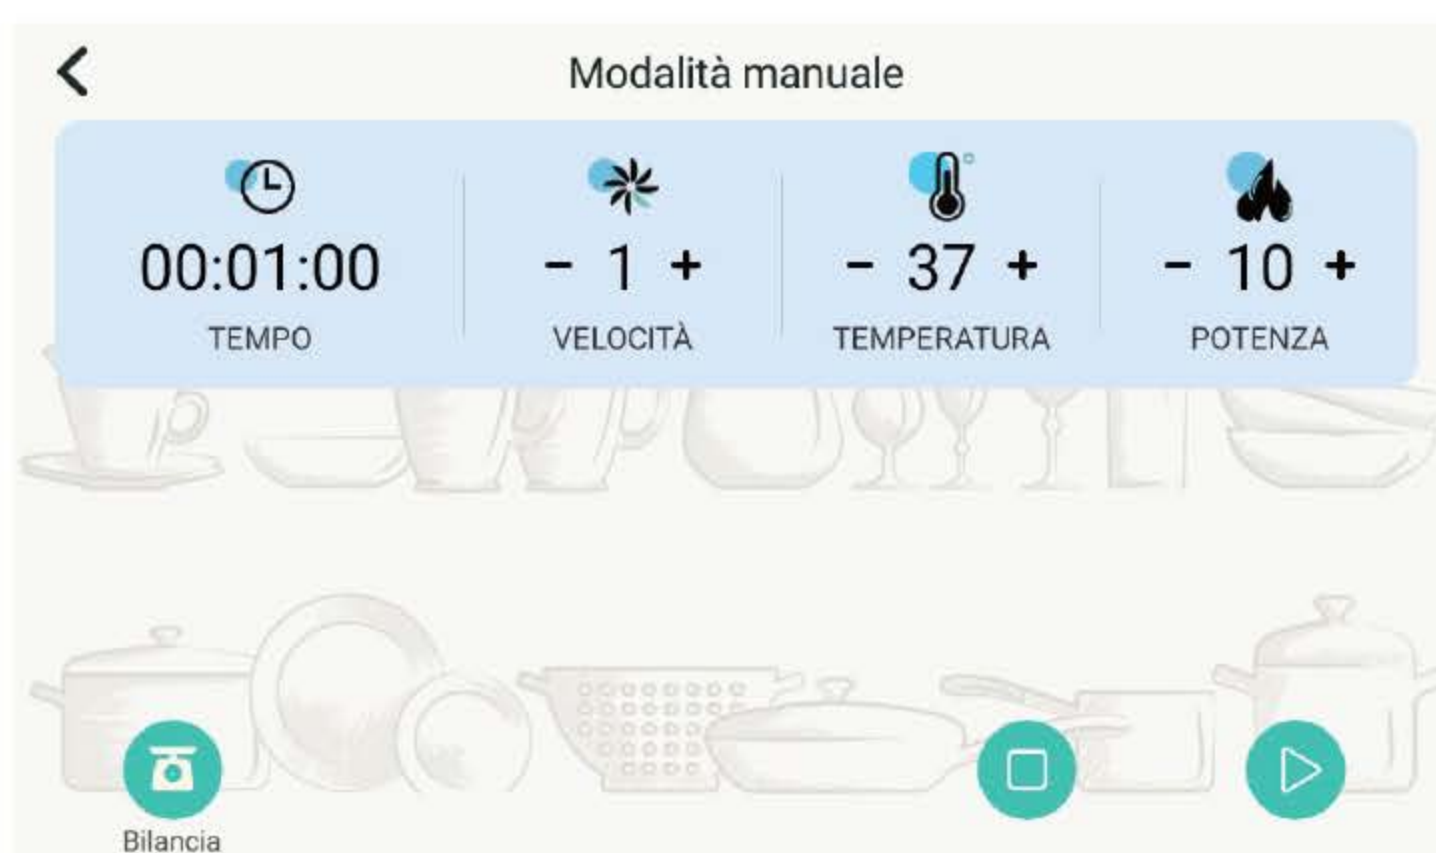 Modalità manuale
00:01:00 - 1 + - 37 + - 10 +
TEMPO VELOCITÀ TEMPERATURA POTENZA
Bilancia